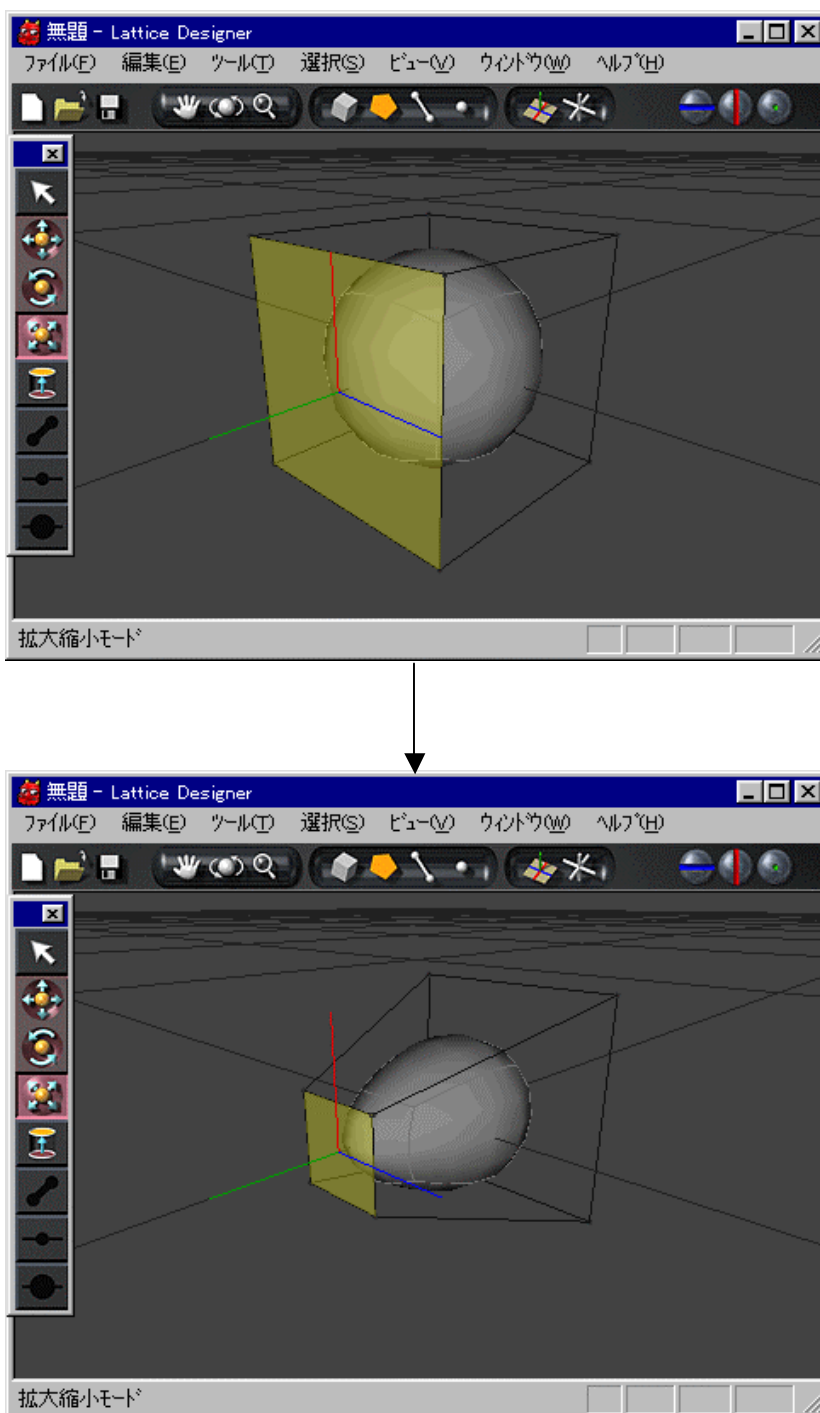 無題 - Lattice Designer
ファイル(F) 編集(E) ツール(T) 選択(S) ビュー(V) ウィンドウ(W) ヘルプ(H)
拡大縮小モード
無題 - Lattice Designer
ファイル(F) 編集(E) ツール(T) 選択(S) ビュー(V) ウィンドウ(W) ヘルプ(H)
拡大縮小モード